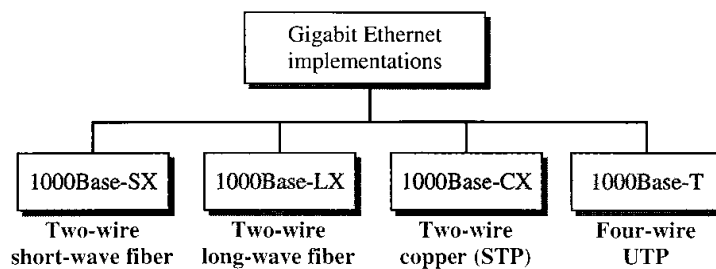 Gigabit Ethernet
implementations
1000Base-SX
1000Base-LX
1000Base-CX
1000Base-T
Two-wire
short-wave fiber
Two-wire
long-wave fiber
Two-wire
copper (STP)
Four-wire
UTP